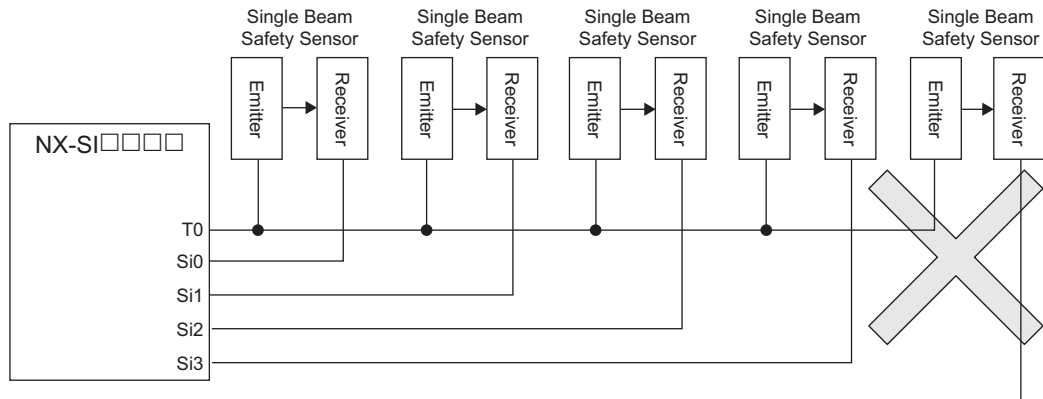 Single Beam
Safety Sensor
Single Beam
Safety Sensor
Single Beam
Safety Sensor
Single Beam
Safety Sensor
Single Beam
Safety Sensor
Emitter
Receiver
Emitter
Receiver
Emitter
Receiver
Emitter
Receiver
Emitter
Receiver
NX-SI□□□□
T0
Si0
Si1
Si2
Si3